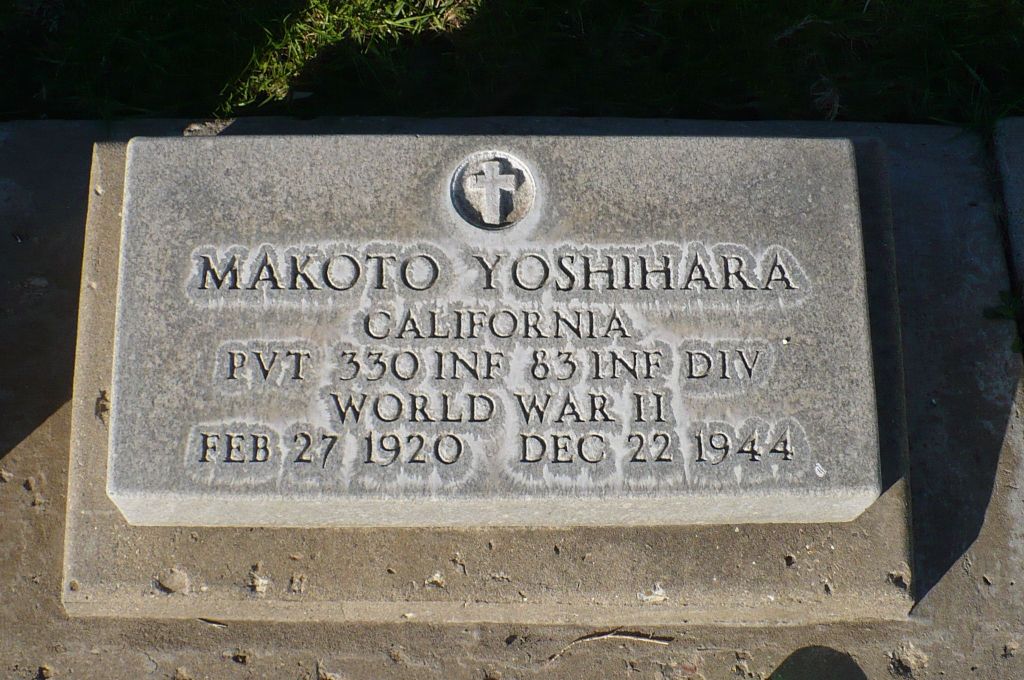 MAKOTO YOSHIHARA
CALIFORNIA
PVT 330 INF 83 INF DIV
WORLD WAR II
FEB 27 1920 DEC 22 1944